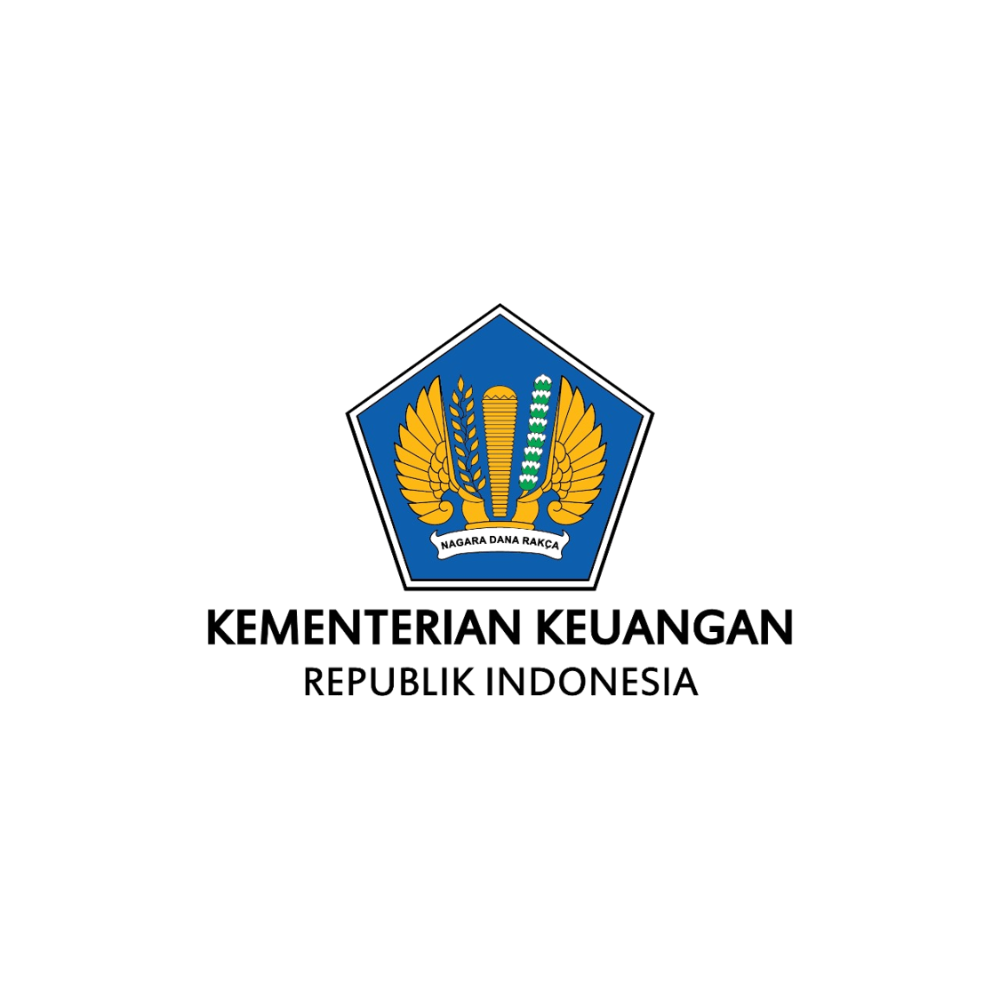 NAGARA DANA RAKÇA
KEMENTERIAN KEUANGAN
REPUBLIK INDONESIA